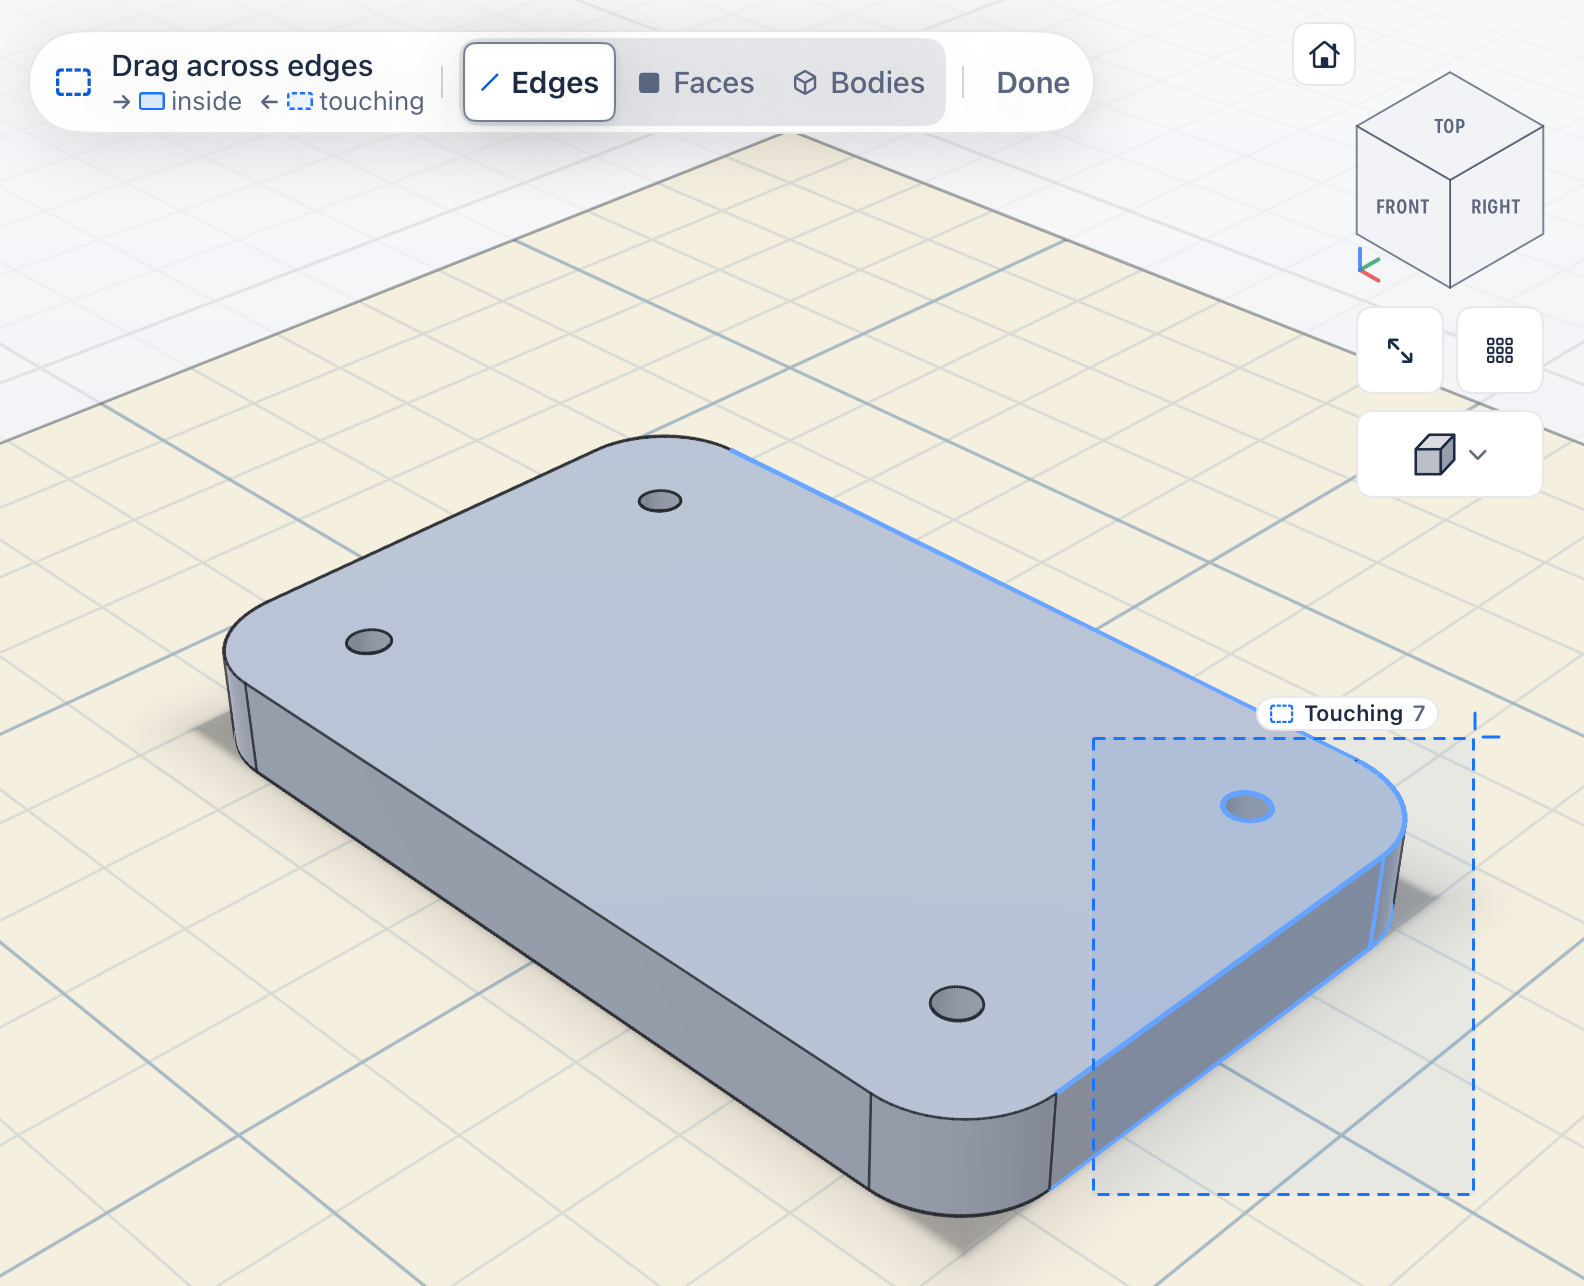 Drag across edges
→ inside ← touching
Edges
Faces
Bodies
Done
TOP
FRONT
RIGHT
Touching 7